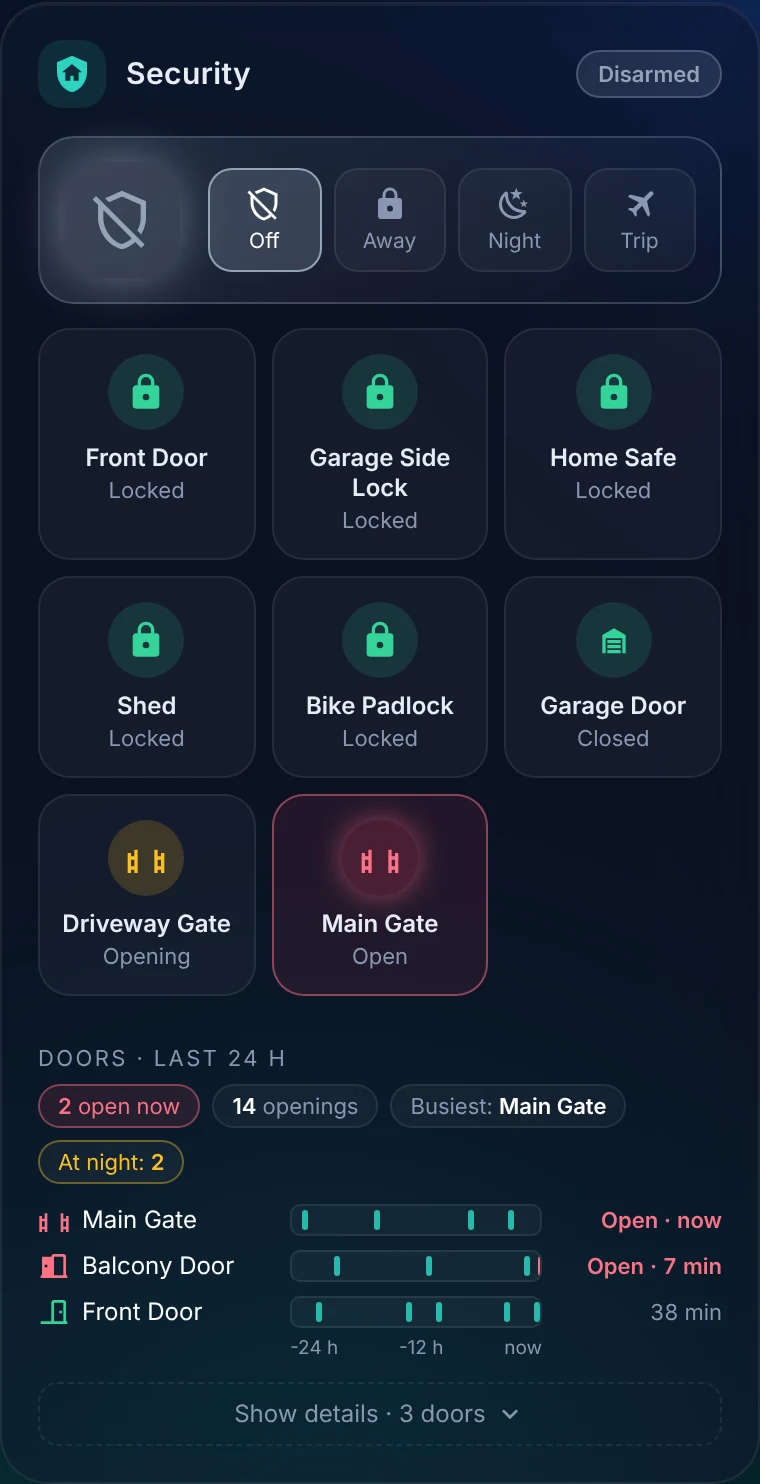 Security
Disarmed
Off
Away
Night
Trip
Front Door
Locked
Garage Side
Lock
Locked
Home Safe
Locked
Shed
Locked
Bike Padlock
Locked
Garage Door
Closed
Driveway Gate
Opening
Main Gate
Open
DOORS · LAST 24 H
2 open now
14 openings
Busiest: Main Gate
At night: 2
Main Gate
Open · now
Balcony Door
Open · 7 min
Front Door
38 min
-24 h
-12 h
now
Show details · 3 doors